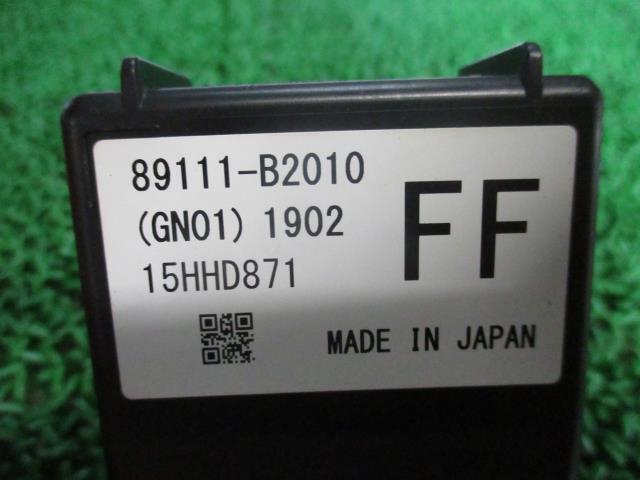 89111-B2010
(GN01) 1902
15HHD871
FF
MADE IN JAPAN